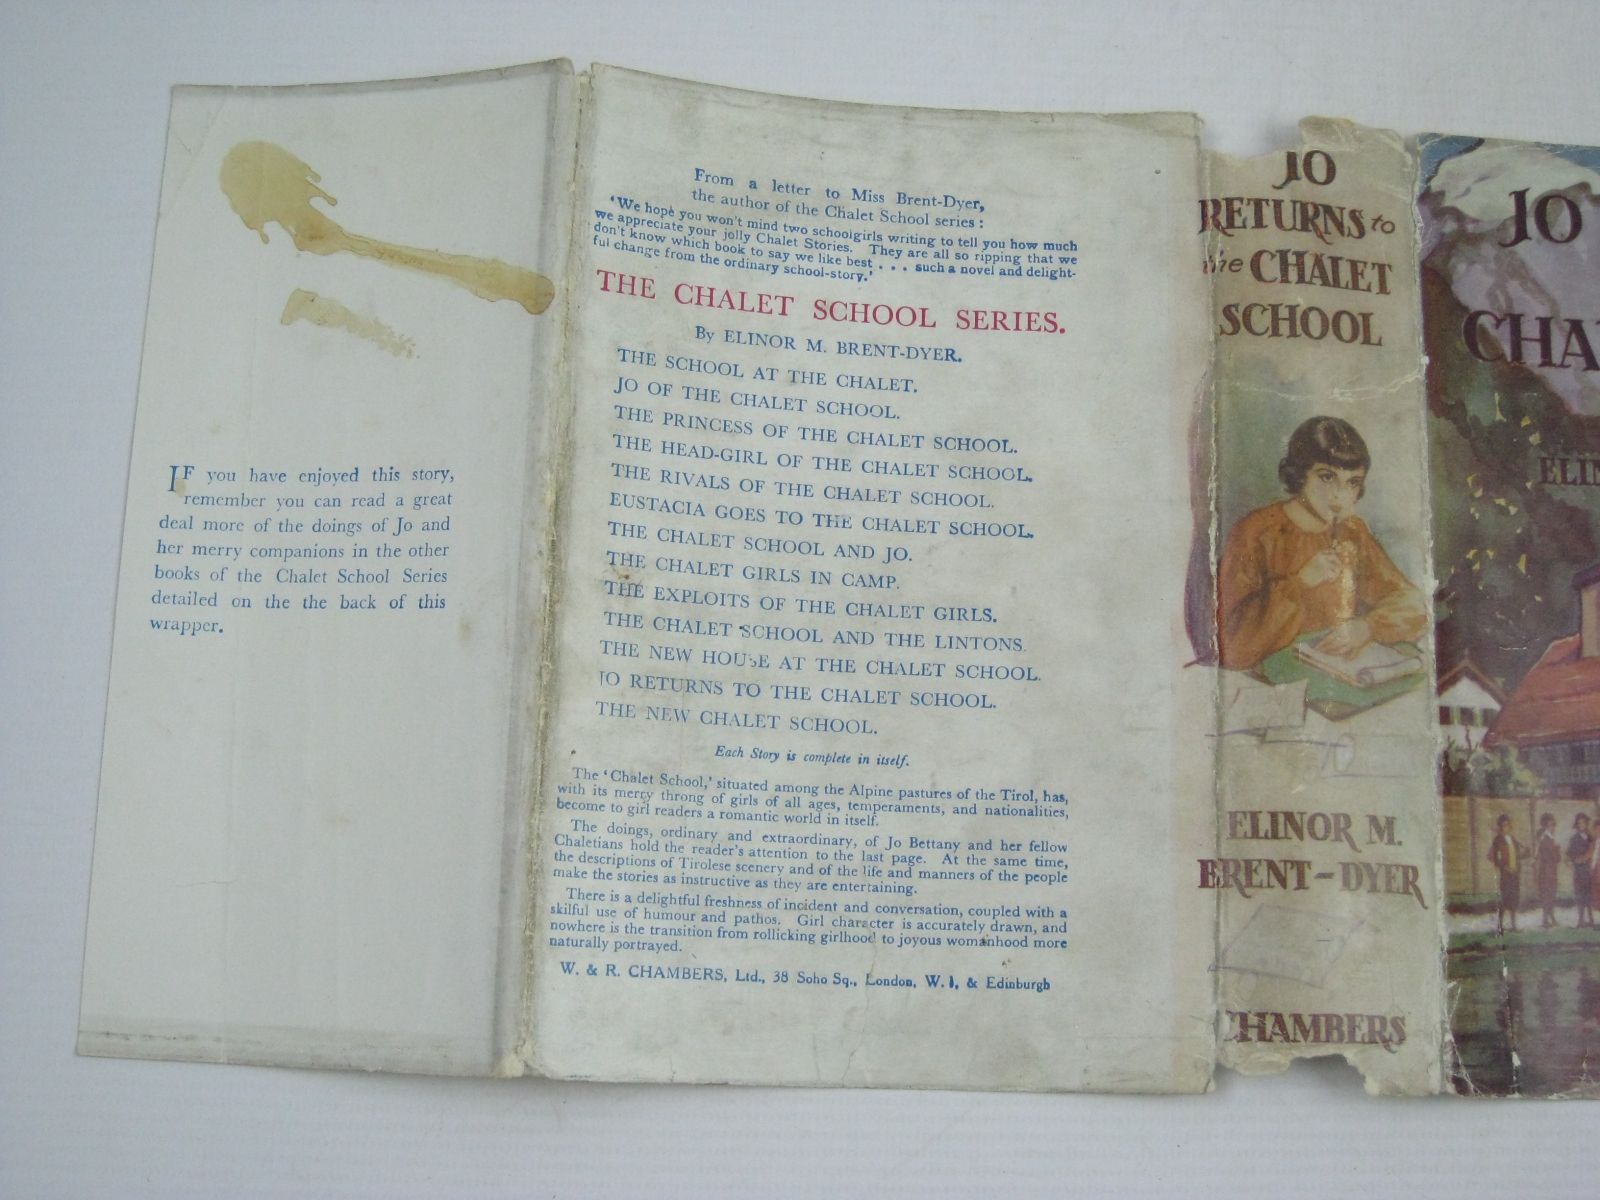 IF you have enjoyed this story,
remember you can read a great
deal more of the doings of Jo and
her merry companions in the other
books of the Chalet School Series
detailed on the the back of this
wrapper.
From a letter to Miss Brent-Dyer,
the author of the Chalet School series:
'We hope you won't mind two schoolgirls writing to tell you how much
we appreciate your jolly Chalet Stories. They are all so ripping that we
don't know which book to say we like best . . . such a novel and delight-
ful change from the ordinary school-story.'
THE CHALET SCHOOL SERIES.
By ELINOR M. BRENT-DYER.
THE SCHOOL AT THE CHALET.
JO OF THE CHALET SCHOOL.
THE PRINCESS OF THE CHALET SCHOOL.
THE HEAD-GIRL OF THE CHALET SCHOOL.
THE RIVALS OF THE CHALET SCHOOL.
EUSTACIA GOES TO THE CHALET SCHOOL.
THE CHALET SCHOOL AND JO.
THE CHALET GIRLS IN CAMP.
THE EXPLOITS OF THE CHALET GIRLS.
THE CHALET SCHOOL AND THE LINTONS.
THE NEW HOUSE AT THE CHALET SCHOOL.
JO RETURNS TO THE CHALET SCHOOL.
THE NEW CHALET SCHOOL.
Each Story is complete in itself.
The 'Chalet School,' situated among the Alpine pastures of the Tirol, has,
with its merry throng of girls of all ages, temperaments, and nationalities,
become to girl readers a romantic world in itself.
The doings, ordinary and extraordinary, of Jo Bettany and her fellow
Chaletians hold the reader's attention to the last page. At the same time,
the descriptions of Tirolese scenery and of the life and manners of the people
make the stories as instructive as they are entertaining.
There is a delightful freshness of incident and conversation, coupled with a
skilful use of humour and pathos. Girl character is accurately drawn, and
nowhere is the transition from rollicking girlhood to joyous womanhood more
naturally portrayed.
W. & R. CHAMBERS, Ltd., 38 Soho Sq., London, W.1, & Edinburgh
JO
RETURNS to
the CHALET
SCHOOL
ELINOR M.
BRENT-DYER
CHAMBERS
JO
CHA
ELIN